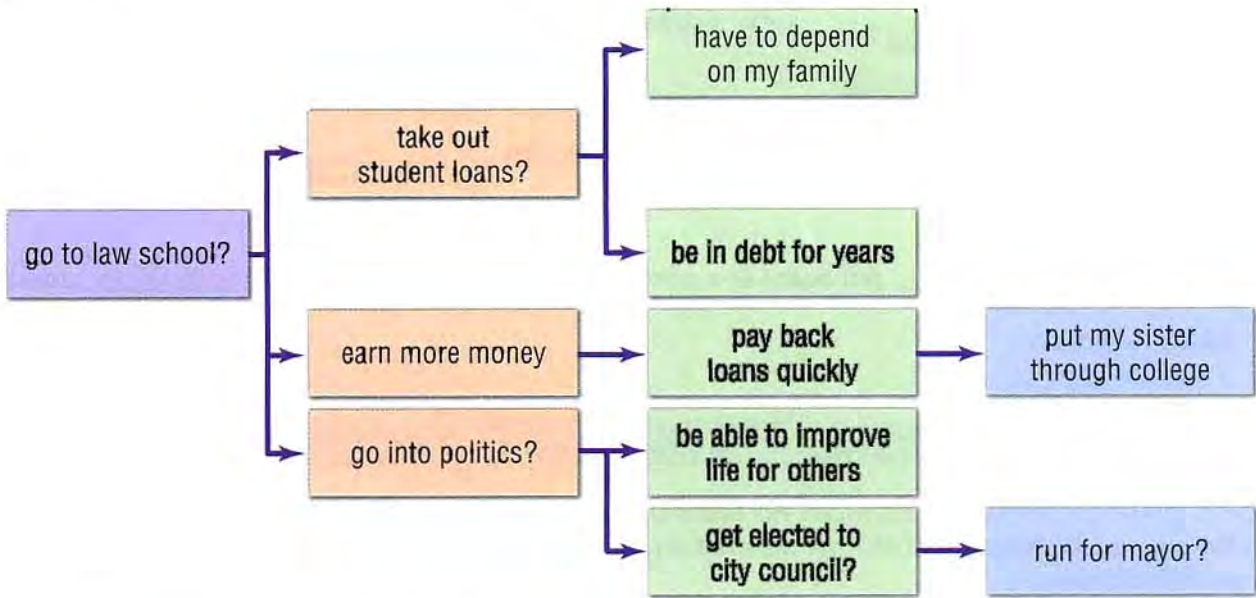 have to depend
on my family
take out
student loans?
go to law school?
be in debt for years
earn more money
pay back
loans quickly
put my sister
through college
go into politics?
be able to improve
life for others
get elected to
city council?
run for mayor?